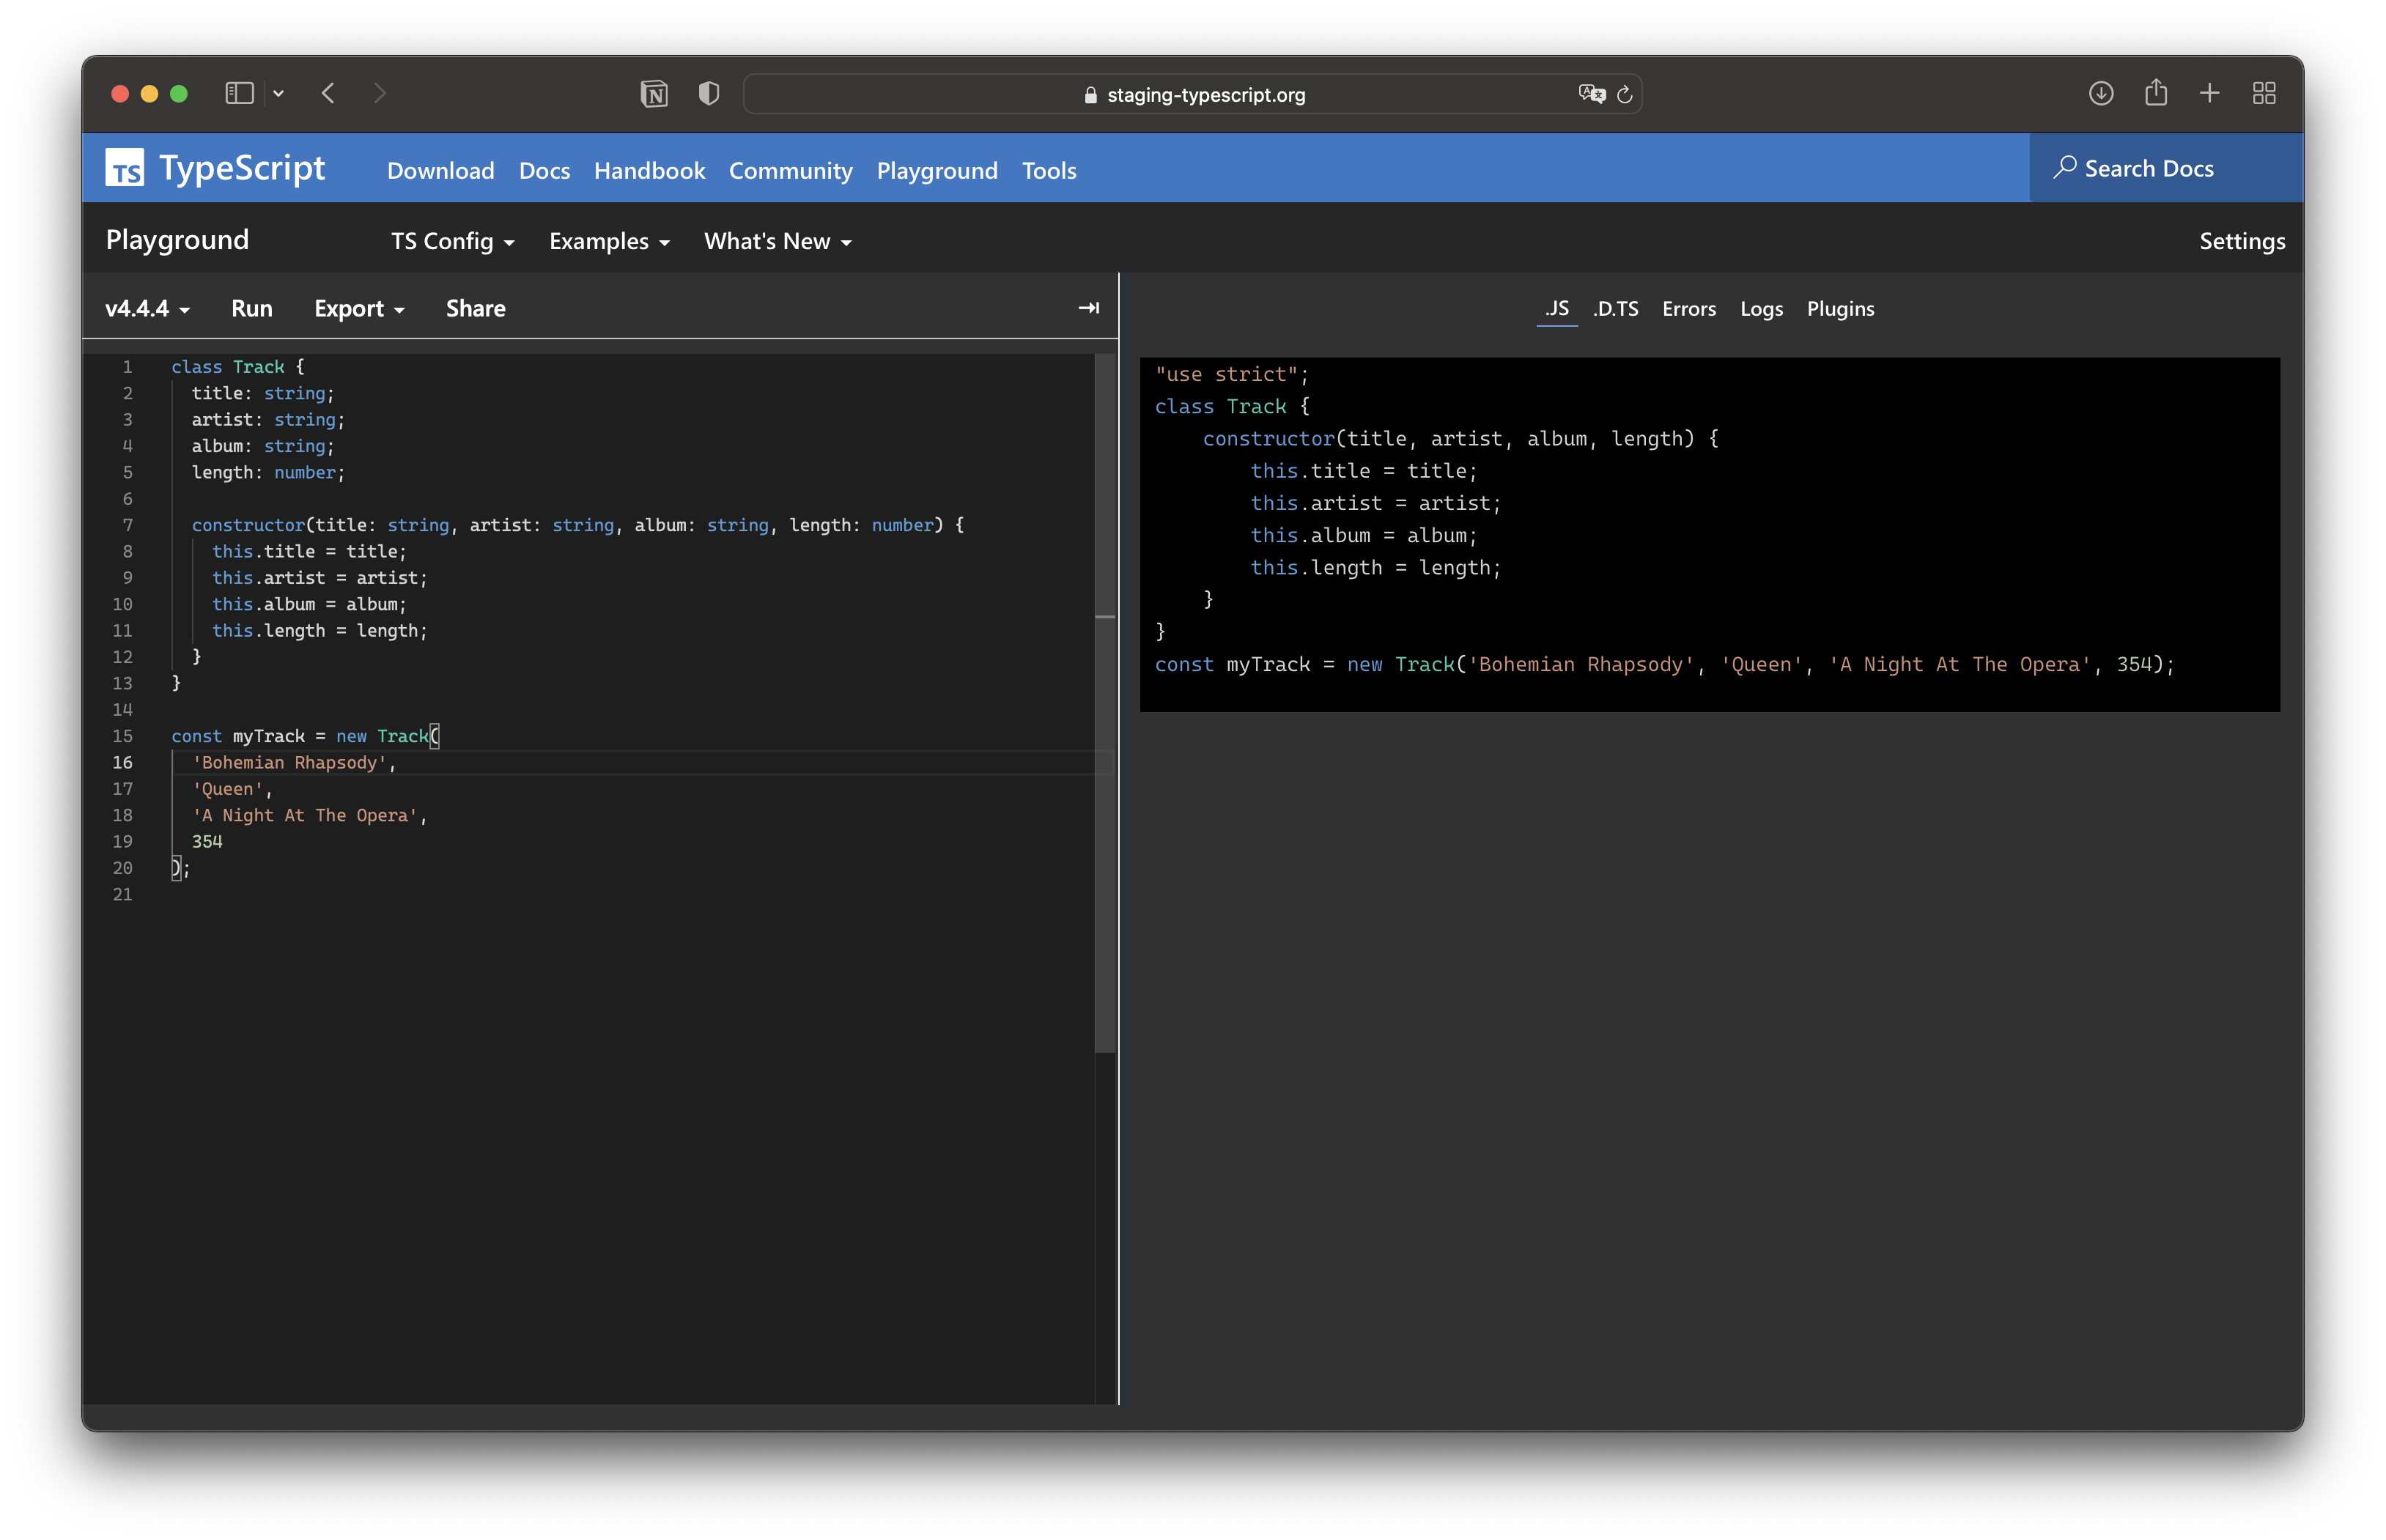 staging-typescript.org
TS TypeScript Download Docs Handbook Community Playground Tools Search Docs
Playground TS Config Examples What's New Settings
v4.4.4 Run Export Share
1 class Track {
2 title: string;
3 artist: string;
4 album: string;
5 length: number;
6
7 constructor(title: string, artist: string, album: string, length: number) {
8 this.title = title;
9 this.artist = artist;
10 this.album = album;
11 this.length = length;
12 }
13 }
14
15 const myTrack = new Track(
16 'Bohemian Rhapsody',
17 'Queen',
18 'A Night At The Opera',
19 354
20 );
21
.JS .D.TS Errors Logs Plugins
"use strict";
class Track {
constructor(title, artist, album, length) {
this.title = title;
this.artist = artist;
this.album = album;
this.length = length;
}
}
const myTrack = new Track('Bohemian Rhapsody', 'Queen', 'A Night At The Opera', 354);